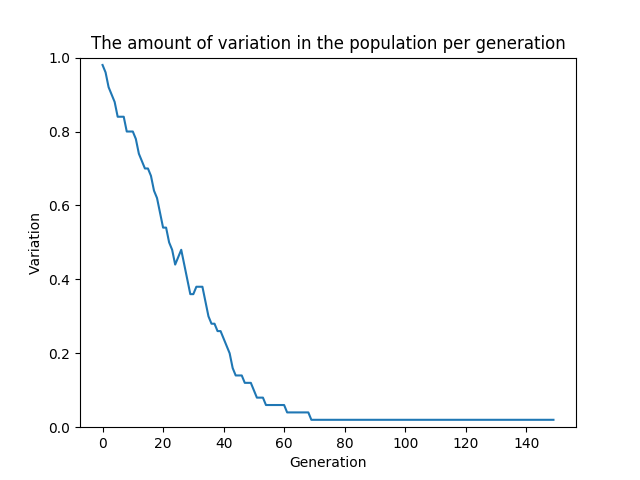 The amount of variation in the population per generation
1.0
0.8
0.6
0.4
0.2
0.0
Variation
0 20 40 60 80 100 120 140
Generation